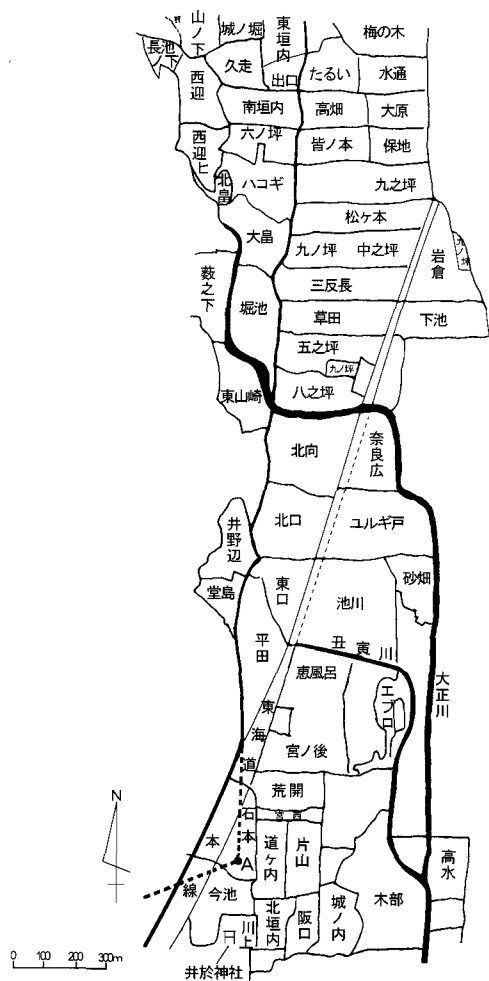 山ノ下
城ノ堀
東垣内
梅の木
長池ノ下
西迎
久走
出口
たるい
水通
南垣内
高畑
大原
六ノ坪
皆ノ本
保地
西迎ヒ
北畠
ハコギ
九之坪
松ヶ本
大畠
九ノ坪
中之坪
岩倉
九ノ坪
薮之下
三反長
堀池
草田
下池
五之坪
九ノ坪
東山崎
八之坪
北向
奈良広
北口
ユルギ戸
井野辺
堂島
東口
池川
砂畑
平田
丑寅川
恵風呂
エブロ
大正川
東海道本線
宮ノ後
荒開
N
石本
宮西
道ヶ内
片山
A
高水
今池
北垣内
阪口
城ノ内
木部
川上
井於神社
0 100 200 300m